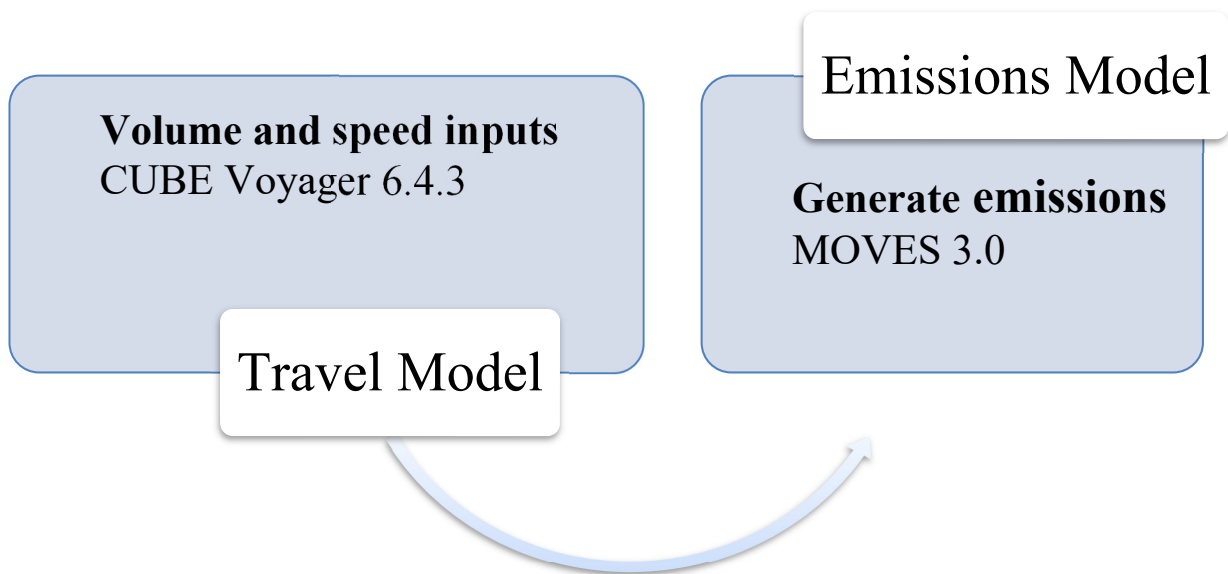 Volume and speed inputs
CUBE Voyager 6.4.3
Travel Model
Emissions Model
Generate emissions
MOVES 3.0